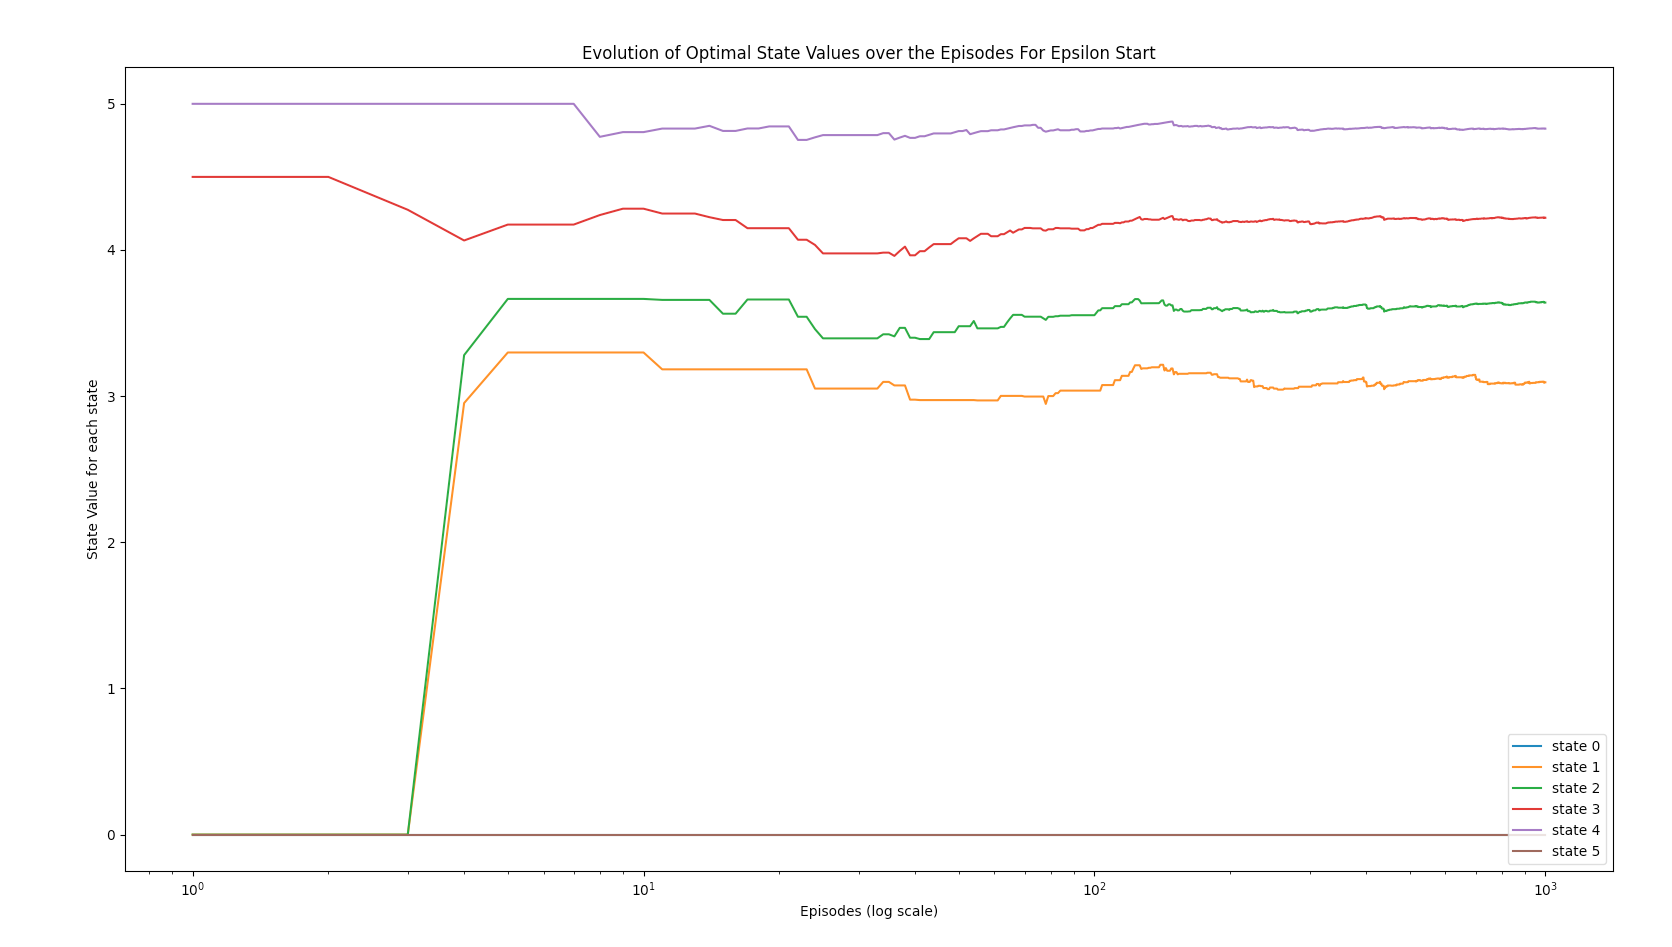 Evolution of Optimal State Values over the Episodes For Epsilon Start
State Value for each state
5
4
3
2
1
0
state 0
state 1
state 2
state 3
state 4
state 5
10⁰ 10¹ 10² 10³
Episodes (log scale)